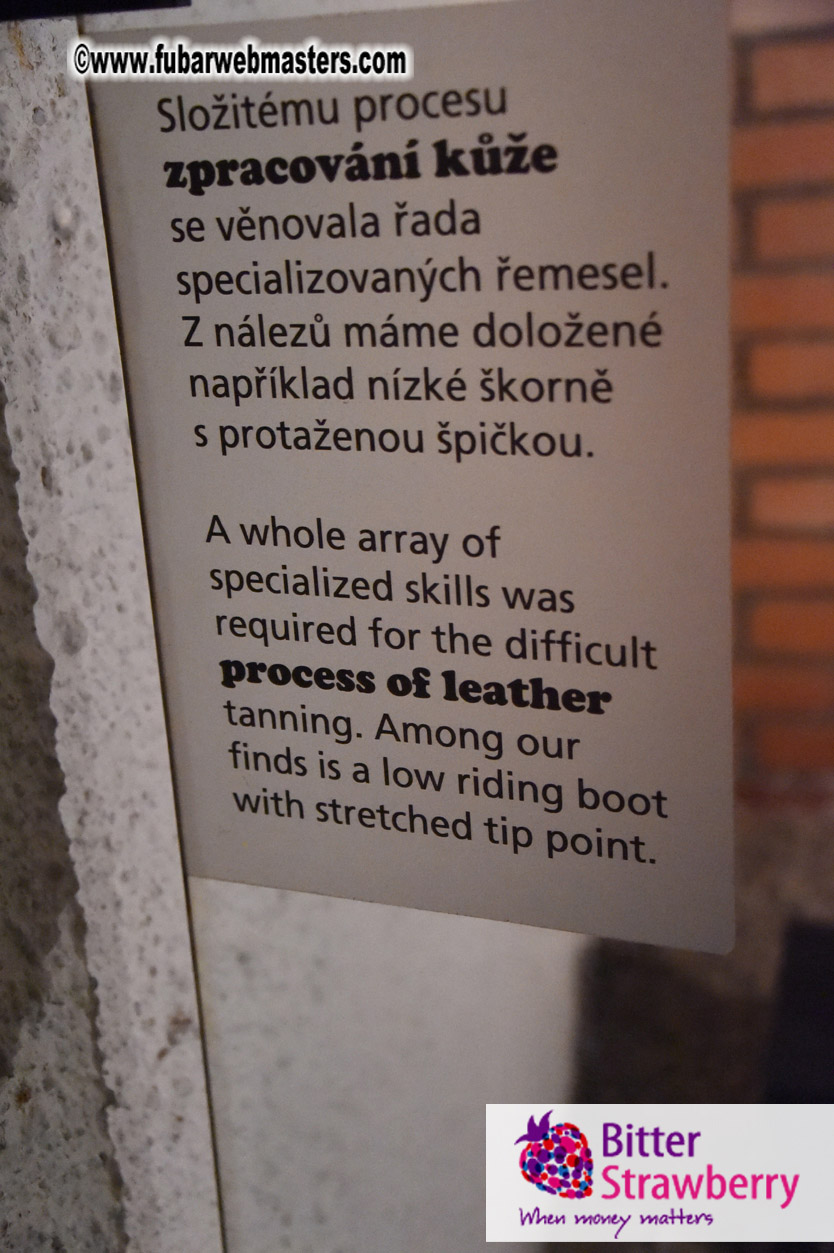 ©www.fubarwebmasters.com
Složitému procesu
zpracování kůže
se věnovala řada
specializovaných řemesel.
Z nálezů máme doložené
například nízké škorně
s protaženou špičkou.
A whole array of
specialized skills was
required for the difficult
process of leather
tanning. Among our
finds is a low riding boot
with stretched tip point.
Bitter
Strawberry
When money matters